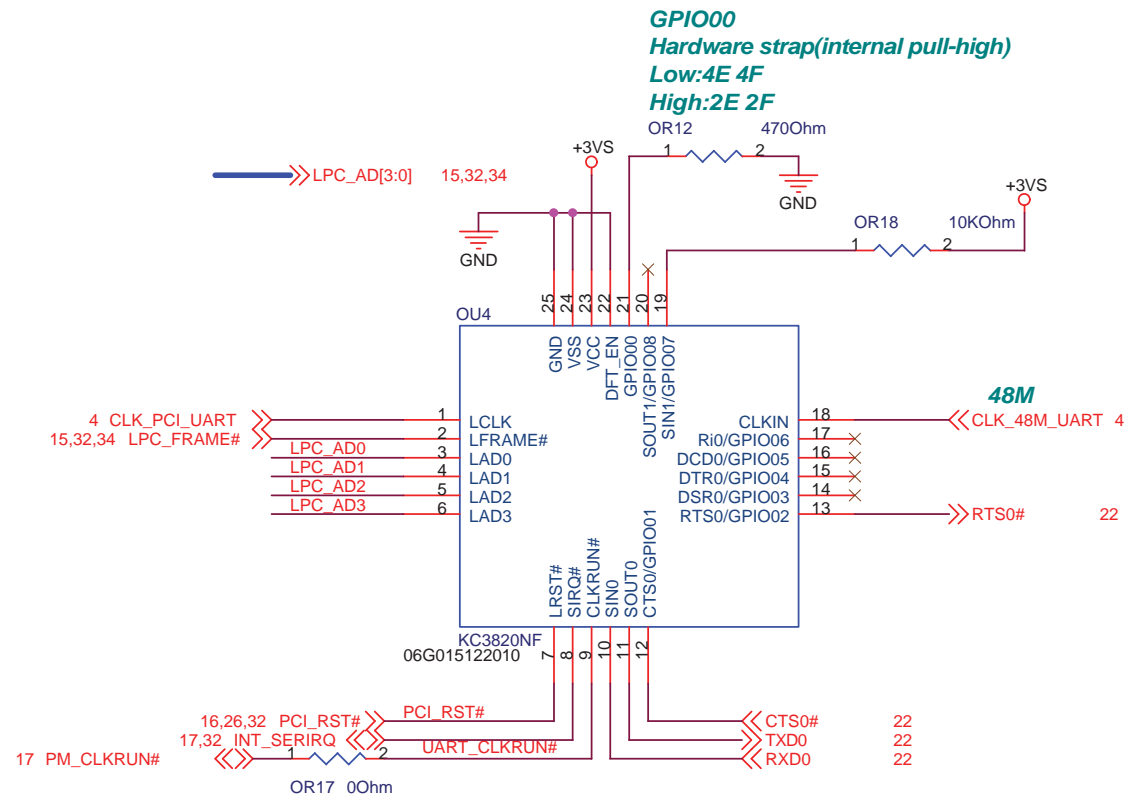 GPIO00
Hardware strap(internal pull-high)
Low:4E 4F
High:2E 2F
OR12 470Ohm
1 2
+3VS
GND
LPC_AD[3:0] 15,32,34
+3VS
OR18 10KOhm
1 2
GND
25 24 23 22 21 20 19
OU4
GND VSS VCC DFT_EN GPIO00 SOUT1/GPIO08 SIN1/GPIO07
48M
4 CLK_PCI_UART 1 LCLK CLKIN 18 CLK_48M_UART 4
15,32,34 LPC_FRAME# 2 LFRAME# Ri0/GPIO06 17
LPC_AD0 3 LAD0 DCD0/GPIO05 16
LPC_AD1 4 LAD1 DTR0/GPIO04 15
LPC_AD2 5 LAD2 DSR0/GPIO03 14
LPC_AD3 6 LAD3 RTS0/GPIO02 13 RTS0# 22
LRST# SIRQ# CLKRUN# SIN0 SOUT0 CTS0/GPIO01
KC3820NF
06G015122010
7 8 9 10 11 12
16,26,32 PCI_RST# PCI_RST# CTS0# 22
17,32 INT_SERIRQ TXD0 22
17 PM_CLKRUN# 1 2 UART_CLKRUN# RXD0 22
OR17 0Ohm